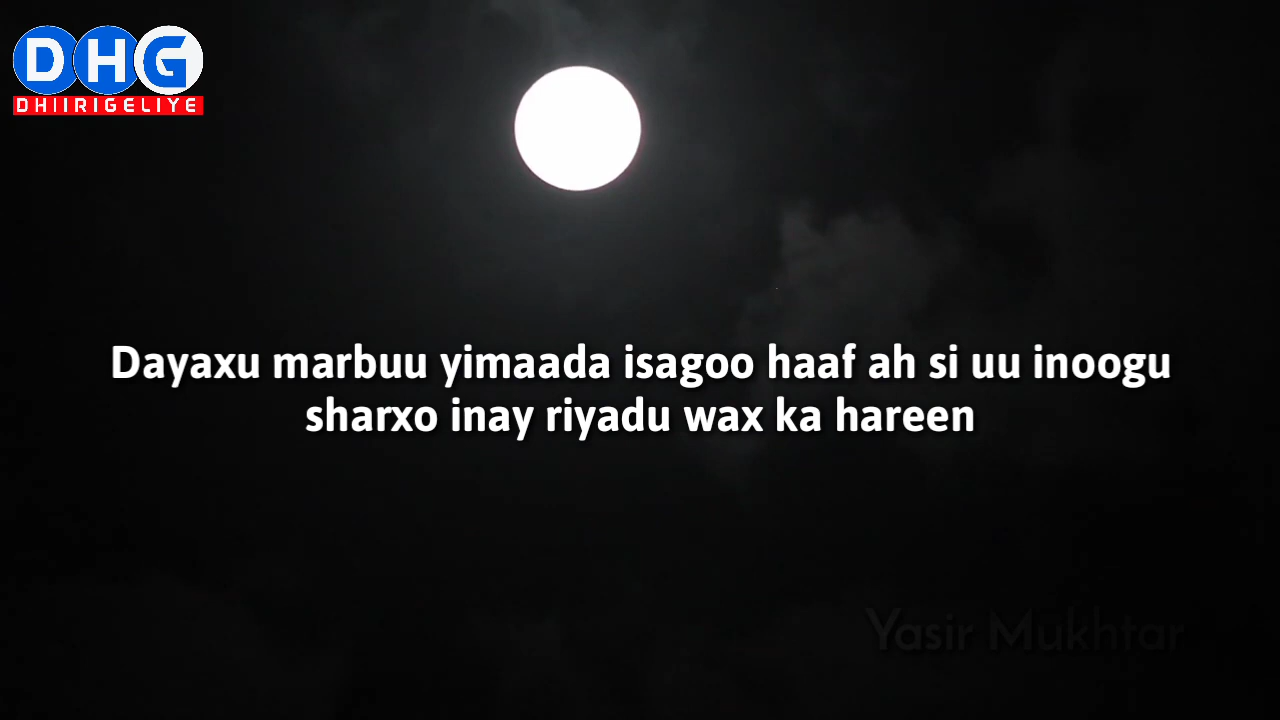 DHG
DHIIRIGELIYE
Dayaxu marbuu yimaada isagoo haaf ah si uu inoogu
sharxo inay riyadu wax ka hareen
Yasir Mukhtar